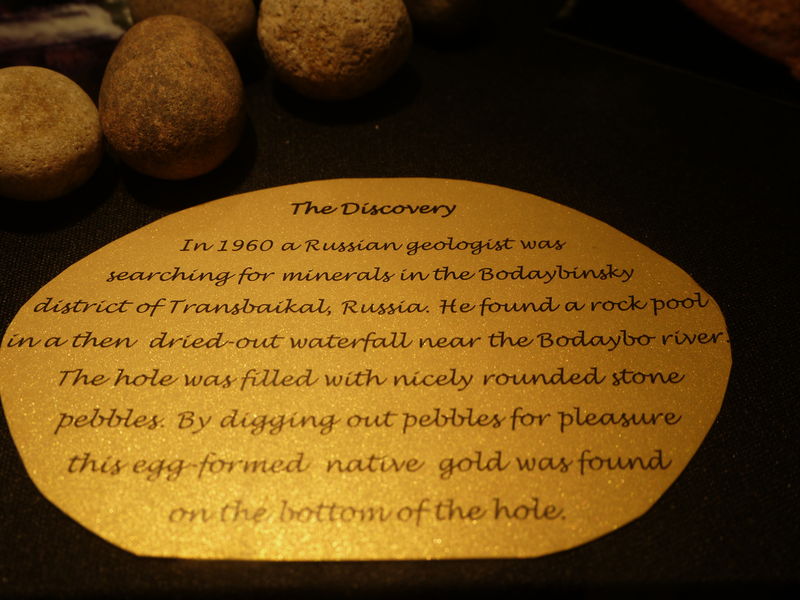 The Discovery
In 1960 a Russian geologist was
searching for minerals in the Bodaybinsky
district of Transbaikal, Russia. He found a rock pool
in a then dried-out waterfall near the Bodaybo river.
The hole was filled with nicely rounded stone
pebbles. By digging out pebbles for pleasure
this egg-formed native gold was found
on the bottom of the hole.